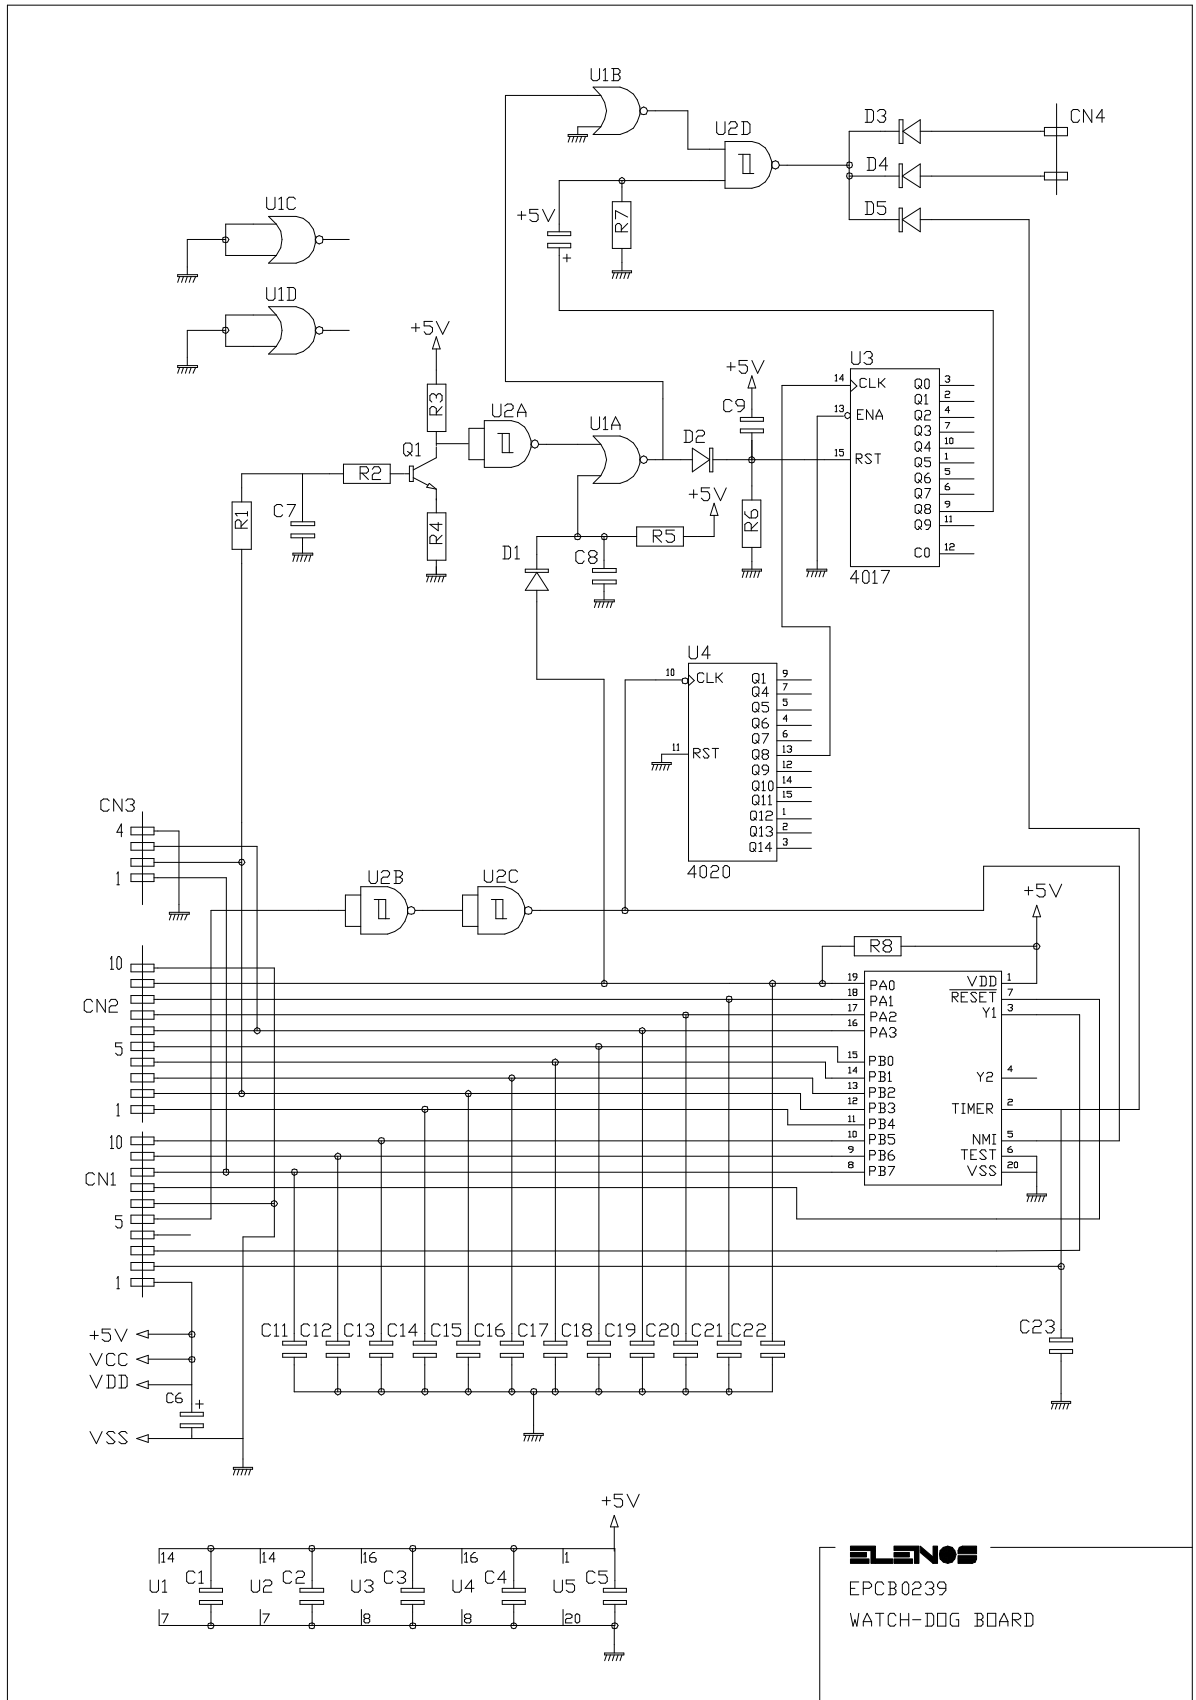 U1B
U2D
D3
CN4
D4
D5
R7
+5V
+
U1C
U1D
+5V
R3
U2A
Q1
R2
R1
C7
R4
U1A
D2
+5V
C9
R6
+5V
R5
C8
D1
U3
14 CLK
13 ENA
15 RST
Q0 3
Q1 2
Q2 4
Q3 7
Q4 10
Q5 1
Q6 5
Q7 6
Q8 9
Q9 11
CO 12
4017
U4
10 CLK
11 RST
Q1 9
Q4 7
Q5 5
Q6 4
Q7 6
Q8 13
Q9 12
Q10 14
Q11 15
Q12 1
Q13 2
Q14 3
4020
CN3
4
1
U2B
U2C
+5V
R8
10
CN2
5
1
10
CN1
5
1
19 PA0
18 PA1
17 PA2
16 PA3
15 PB0
14 PB1
13 PB2
12 PB3
11 PB4
10 PB5
9 PB6
8 PB7
VDD 1
RESET 7
Y1 3
Y2 4
TIMER 2
NMI 5
TEST 6
VSS 20
+5V
VCC
VDD
C6 +
VSS
C11 C12 C13 C14 C15 C16 C17 C18 C19 C20 C21 C22
C23
+5V
14 14 16 16 1
U1 C1 U2 C2 U3 C3 U4 C4 U5 C5
7 7 8 8 20
ELENOS
EPCB0239
WATCH-DOG BOARD